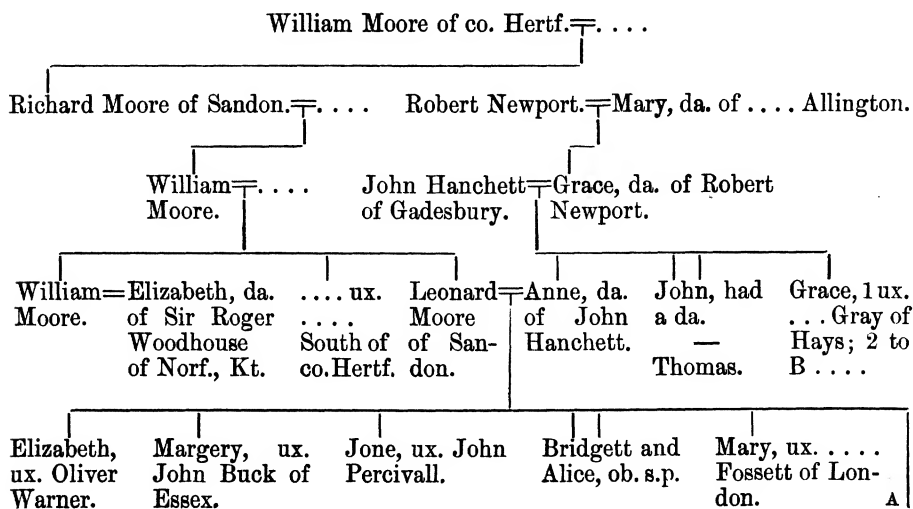 William Moore of co. Hertf.=. . . .
Richard Moore of Sandon.=. . . . Robert Newport.=Mary, da. of . . . . Allington.
William=. . . . John Hanchett=Grace, da. of Robert
Moore. of Gadesbury. Newport.
William=Elizabeth, da. . . . . ux. Leonard=Anne, da. John, had Grace, 1 ux.
Moore. of Sir Roger . . . . Moore of John a da. . . . Gray of
Woodhouse South of of San- Hanchett. — Hays; 2 to
of Norf., Kt. co. Hertf. don. Thomas. B . . . .
Elizabeth, Margery, ux. Jone, ux. John Bridgett and Mary, ux. . . . . .
ux. Oliver John Buck of Percivall. Alice, ob. s.p. Fossett of Lon-
Warner. Essex. don. A